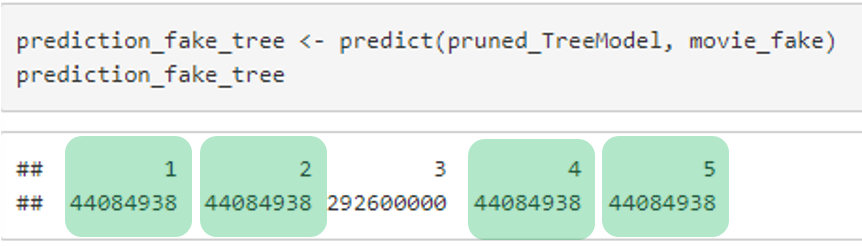 prediction_fake_tree <- predict(pruned_TreeModel, movie_fake)
prediction_fake_tree
## 1 2 3 4 5
## 44084938 44084938 292600000 44084938 44084938